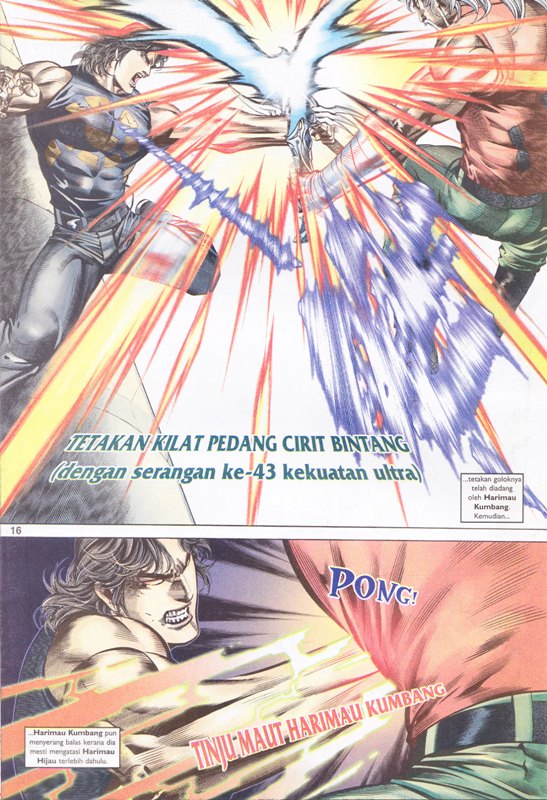 TETAKAN KILAT PEDANG CIRIT BINTANG
(dengan serangan ke-43 kekuatan ultra)
...tetakan goloknya
telah diadang
oleh Harimau
Kumbang.
Kemudian...
16
PONG!
TINJU MAUT HARIMAU KUMBANG
...Harimau Kumbang pun
menyerang balas kerana dia
mesti mengatasi Harimau
Hijau terlebih dahulu.